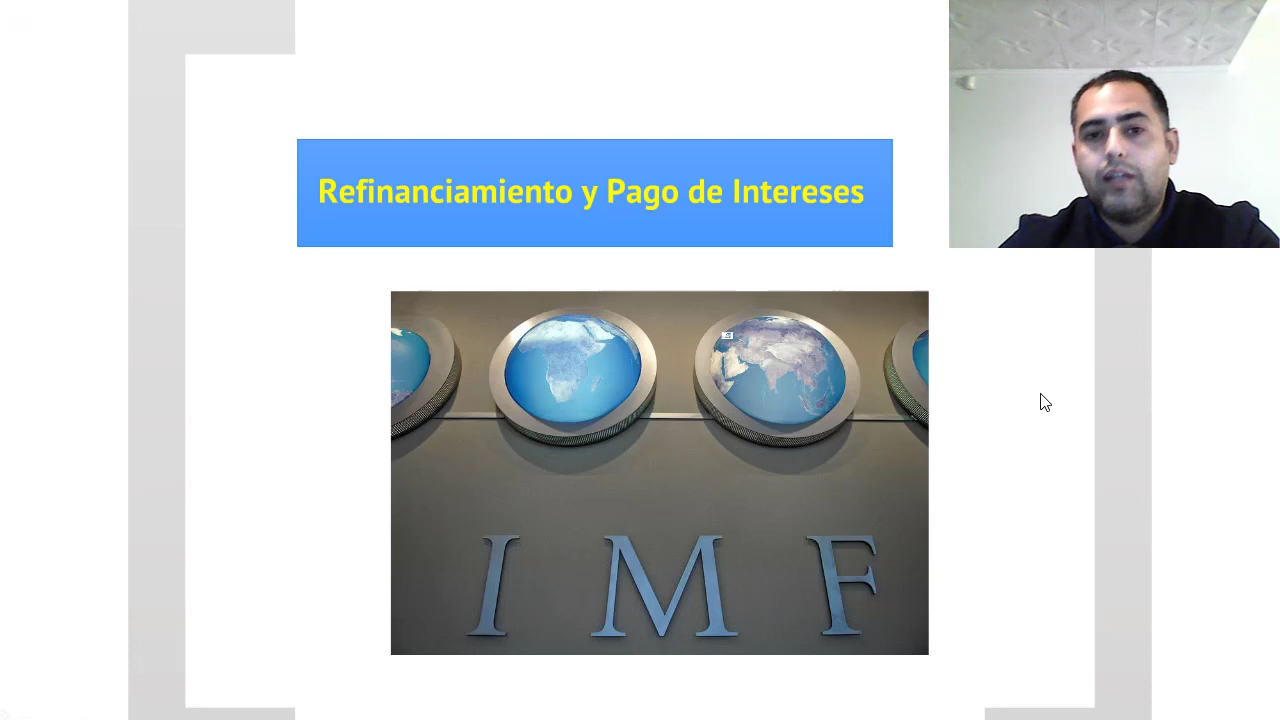 Refinanciamiento y Pago de Intereses
I M F